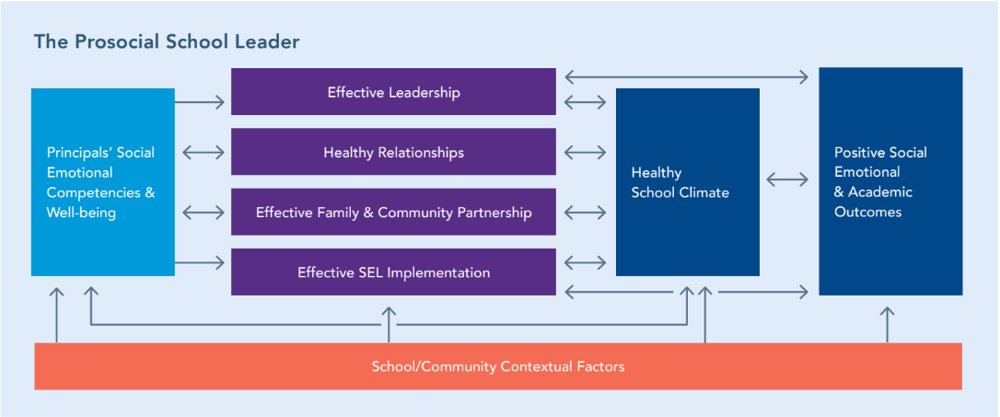 The Prosocial School Leader
Principals’ Social
Emotional
Competencies &
Well-being
Effective Leadership
Healthy Relationships
Effective Family & Community Partnership
Effective SEL Implementation
Healthy
School Climate
Positive Social
Emotional
& Academic
Outcomes
School/Community Contextual Factors